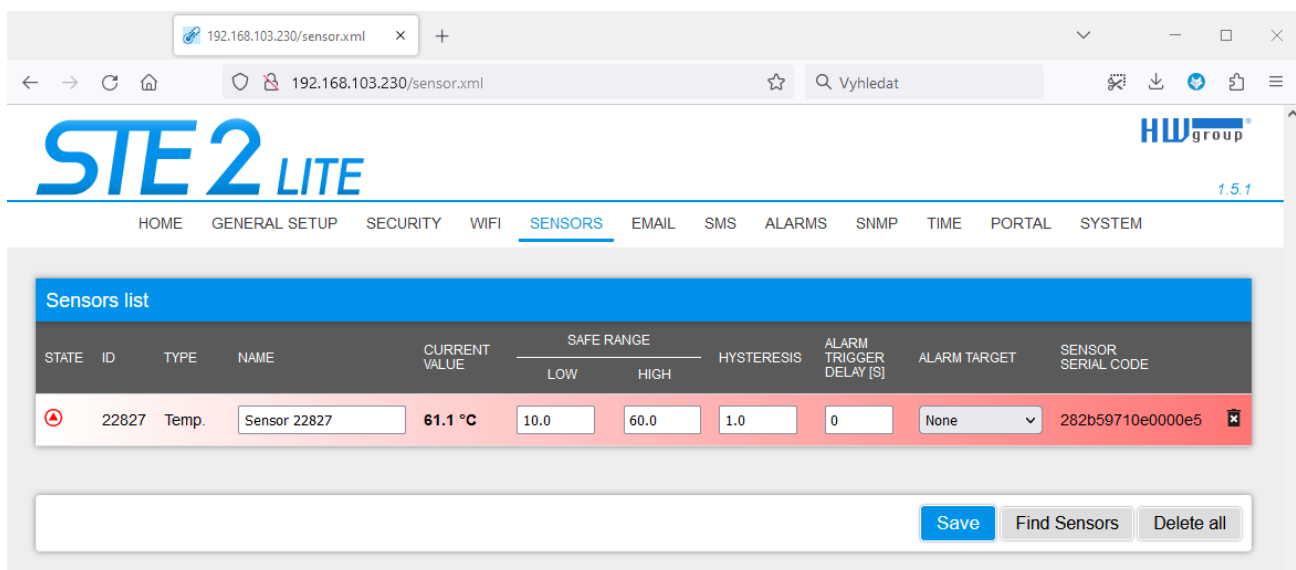 192.168.103.230/sensor.xml
192.168.103.230/sensor.xml
Vyhledat
STE2 LITE
HW group
1.5.1
HOME GENERAL SETUP SECURITY WIFI SENSORS EMAIL SMS ALARMS SNMP TIME PORTAL SYSTEM
Sensors list
STATE ID TYPE NAME CURRENT VALUE SAFE RANGE LOW HIGH HYSTERESIS ALARM TRIGGER DELAY [S] ALARM TARGET SENSOR SERIAL CODE
22827 Temp. Sensor 22827 61.1 °C 10.0 60.0 1.0 0 None 282b59710e0000e5
Save Find Sensors Delete all